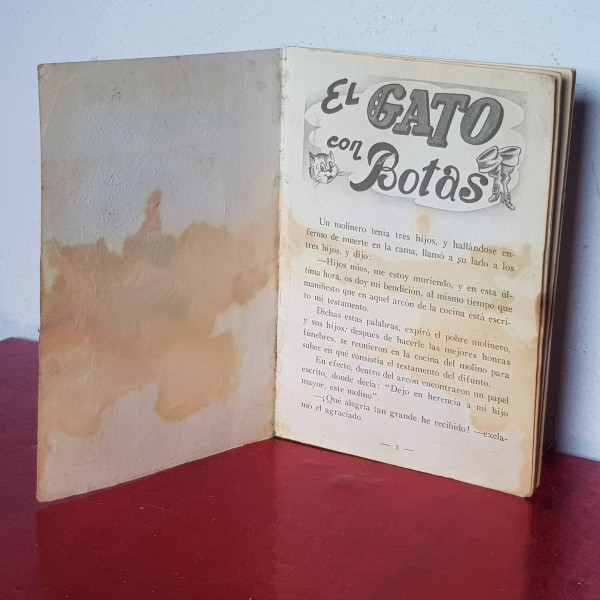 EL GATO
con Botas
Un molinero tenía tres hijos, y hallándose en-
fermo de muerte en la cama, llamó a su lado a los
tres hijos, y dijo:
—Hijos míos, me estoy muriendo, y en esta úl-
tima hora, os doy mi bendición, al mismo tiempo que
manifiesto que en aquel arcón de la cocina está escri-
to mi testamento.
Dichas estas palabras, expiró el pobre molinero,
y sus hijos, después de hacerle las mejores honras
fúnebres, se reunieron en la cocina del molino para
saber en qué consistía el testamento del difunto.
En efecto, dentro del arcón encontraron un papel
escrito, donde decía: "Dejo en herencia a mi hijo
mayor, este molino".
—¡Qué alegría tan grande he recibido! —excla-
mó el agraciado.
— 1 —